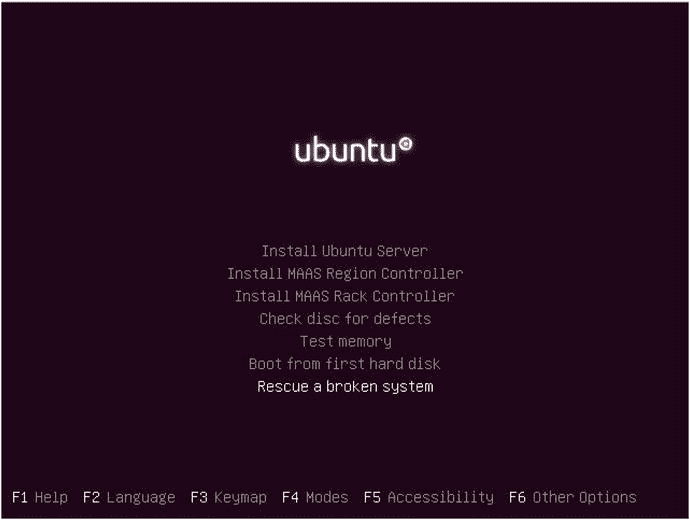 ubuntu
Install Ubuntu Server
Install MAAS Region Controller
Install MAAS Rack Controller
Check disc for defects
Test memory
Boot from first hard disk
Rescue a broken system
F1 Help F2 Language F3 Keymap F4 Modes F5 Accessibility F6 Other Options